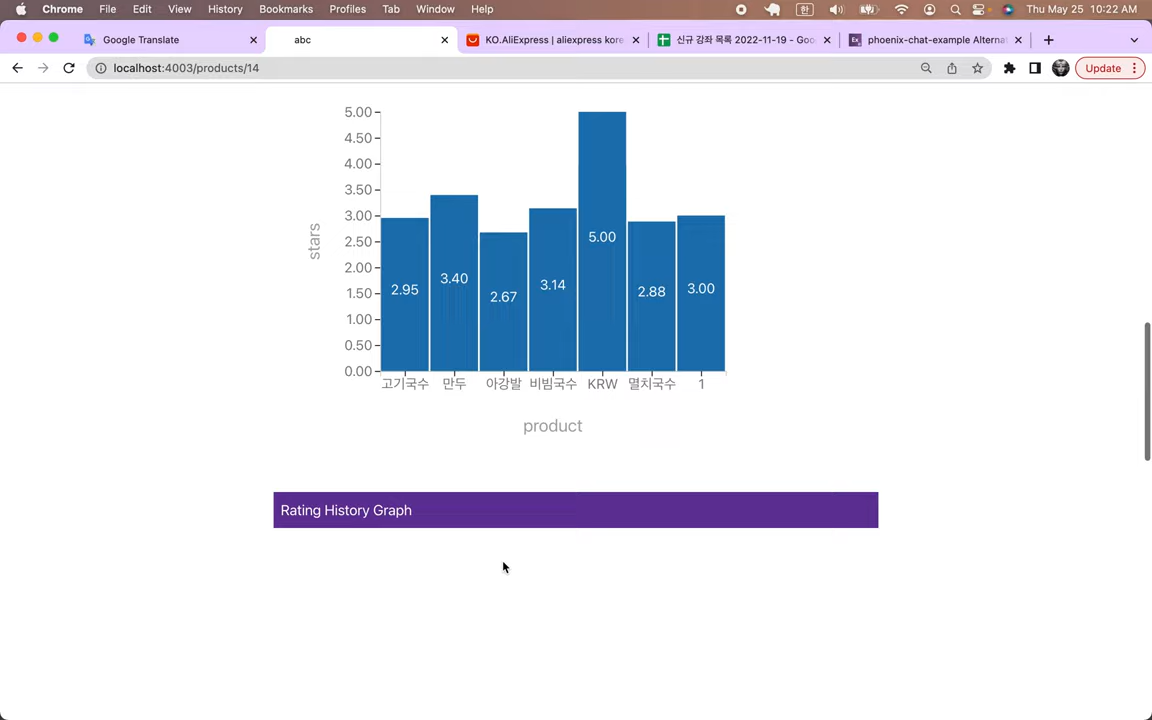 Chrome File Edit View History Bookmarks Profiles Tab Window Help 한 Thu May 25 10:22 AM
Google Translate abc KO.AliExpress | aliexpress kore 신규 강좌 목록 2022-11-19 - Goo Ex phoenix-chat-example Alterna
localhost:4003/products/14 Update
5.00
4.50
4.00
3.50
3.00
2.50
2.00
1.50
1.00
0.50
0.00
stars
2.95 3.40 2.67 3.14 5.00 2.88 3.00
고기국수 만두 아강발 비빔국수 KRW 멸치국수 1
product
Rating History Graph